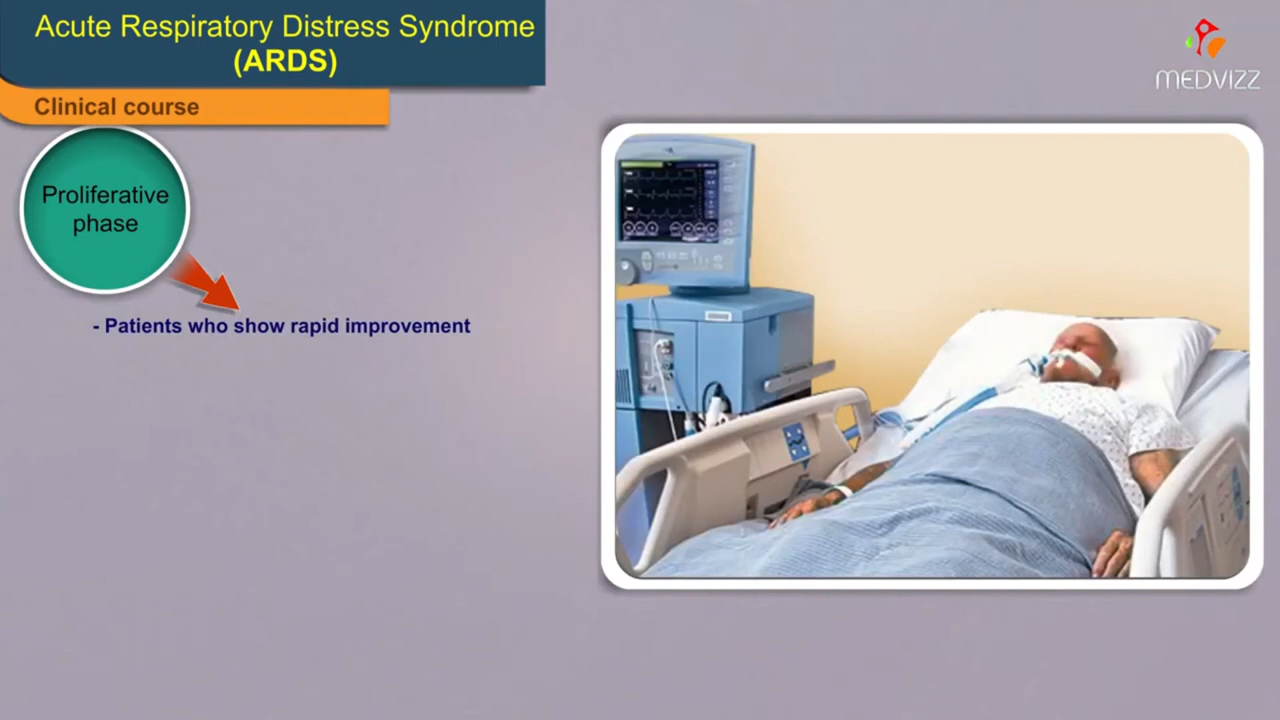 Acute Respiratory Distress Syndrome
(ARDS)
MEDVIZZ
Clinical course
Proliferative
phase
- Patients who show rapid improvement